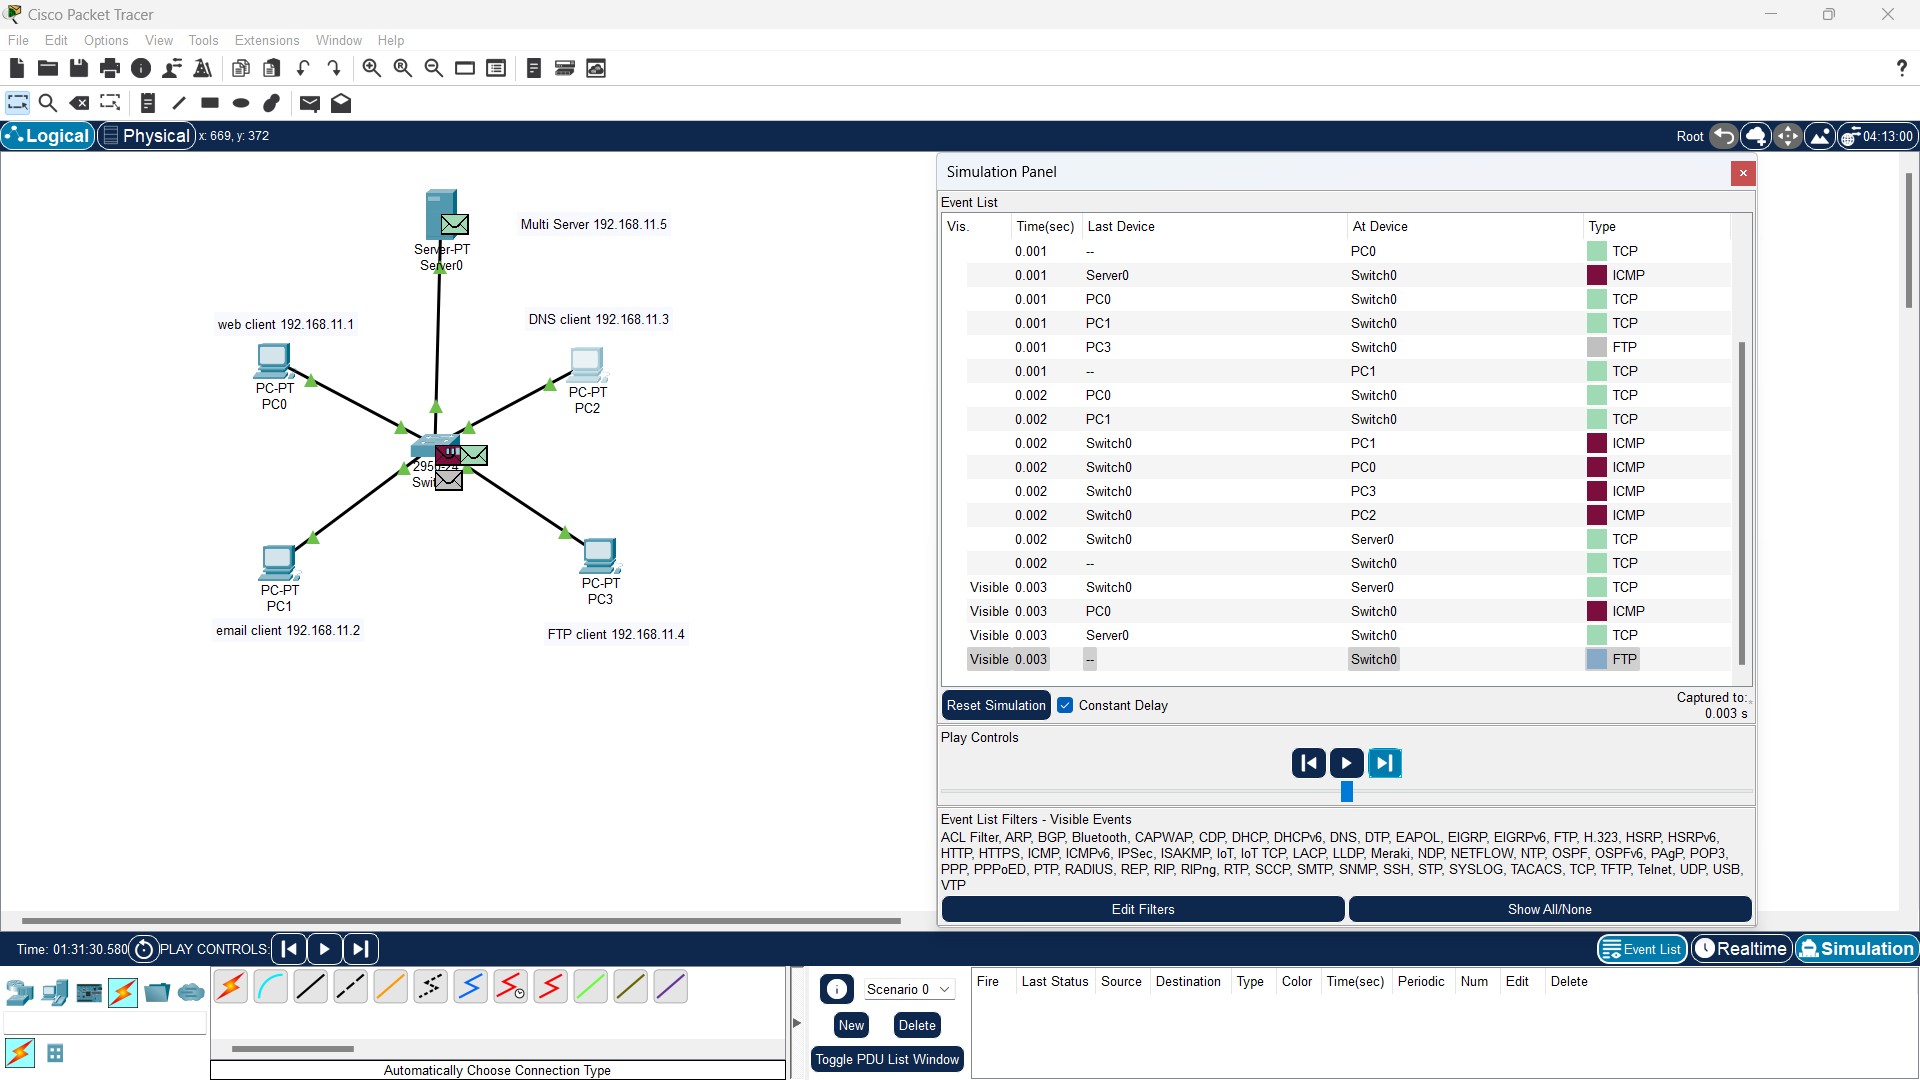 Cisco Packet Tracer
File Edit Options View Tools Extensions Window Help
Logical Physical x: 669, y: 372 Root 04:13:00
Server-PT
Server0
Multi Server 192.168.11.5
web client 192.168.11.1
DNS client 192.168.11.3
PC-PT
PC0
PC-PT
PC2
PC-PT
PC1
PC-PT
PC3
email client 192.168.11.2
FTP client 192.168.11.4
Simulation Panel
Event List
Vis. Time(sec) Last Device At Device Type
0.001 -- PC0 TCP
0.001 Server0 Switch0 ICMP
0.001 PC0 Switch0 TCP
0.001 PC1 Switch0 TCP
0.001 PC3 Switch0 FTP
0.001 -- PC1 TCP
0.002 PC0 Switch0 TCP
0.002 PC1 Switch0 TCP
0.002 Switch0 PC1 ICMP
0.002 Switch0 PC0 ICMP
0.002 Switch0 PC3 ICMP
0.002 Switch0 PC2 ICMP
0.002 Switch0 Server0 TCP
0.002 -- Switch0 TCP
Visible 0.003 Switch0 Server0 TCP
Visible 0.003 PC0 Switch0 ICMP
Visible 0.003 Server0 Switch0 TCP
Visible 0.003 -- Switch0 FTP
Reset Simulation Constant Delay Captured to:
0.003 s
Play Controls
Event List Filters - Visible Events
ACL Filter, ARP, BGP, Bluetooth, CAPWAP, CDP, DHCP, DHCPv6, DNS, DTP, EAPOL, EIGRP, EIGRPv6, FTP, H.323, HSRP, HSRPv6,
HTTP, HTTPS, ICMP, ICMPv6, IPSec, ISAKMP, IoT, IoT TCP, LACP, LLDP, Meraki, NDP, NETFLOW, NTP, OSPF, OSPFv6, PAgP, POP3,
PPP, PPPoED, PTP, RADIUS, REP, RIP, RIPng, RTP, SCCP, SMTP, SNMP, SSH, STP, SYSLOG, TACACS, TCP, TFTP, Telnet, UDP, USB,
VTP
Edit Filters Show All/None
Time: 01:31:30.580 PLAY CONTROLS: Event List Realtime Simulation
Scenario 0
New Delete
Toggle PDU List Window
Fire Last Status Source Destination Type Color Time(sec) Periodic Num Edit Delete
Automatically Choose Connection Type